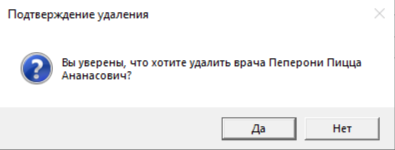 Подтверждение удаления
Вы уверены, что хотите удалить врача Пеперони Пицца
Ананасович?
Да
Нет